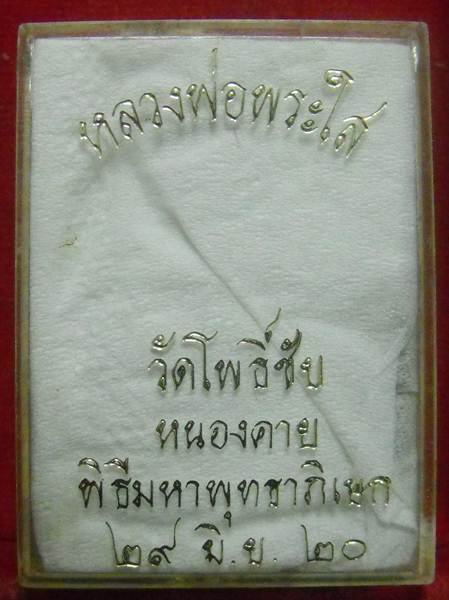 หลวงพ่อพระใส
วัดโพธิ์ชัย
หนองคาย
พิธีมหาพุทธาภิเษก
๒๙ มิ.ย. ๒๐